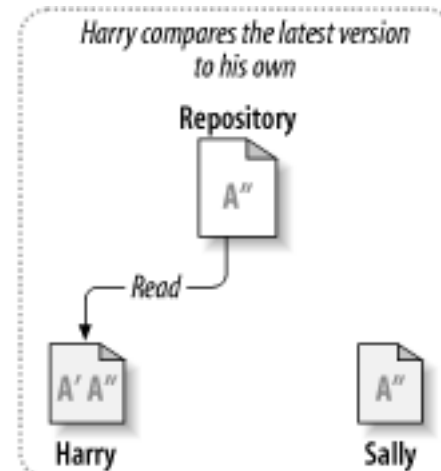 Harry compares the latest version
to his own
Repository
A"
Read
A' A"
A"
Harry
Sally